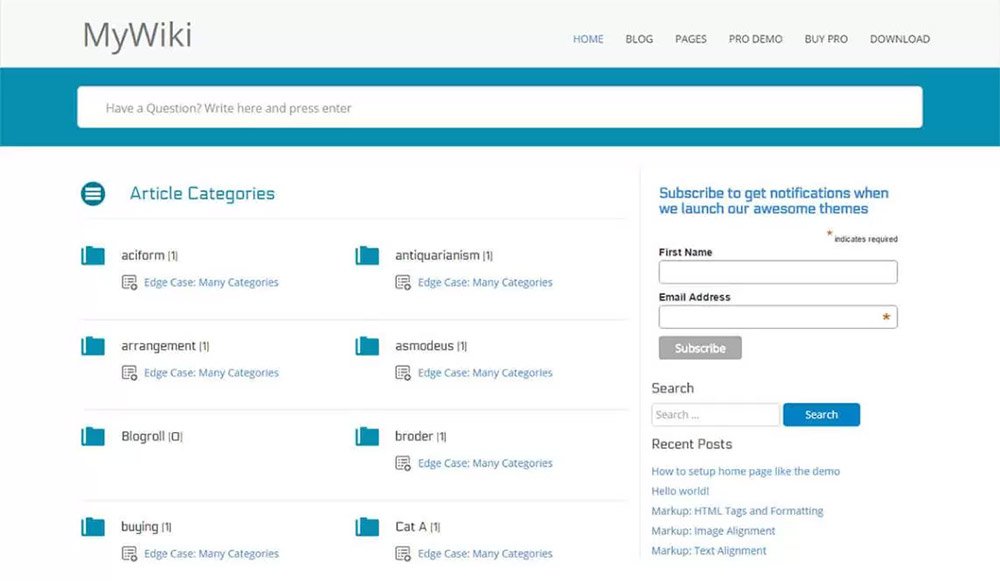 MyWiki
HOME BLOG PAGES PRO DEMO BUY PRO DOWNLOAD
Have a Question? Write here and press enter
Article Categories
aciform (1)
Edge Case: Many Categories
antiquarianism (1)
Edge Case: Many Categories
arrangement (1)
Edge Case: Many Categories
asmodeus (1)
Edge Case: Many Categories
Blogroll (0)
broder (1)
Edge Case: Many Categories
buying (1)
Edge Case: Many Categories
Cat A (1)
Edge Case: Many Categories
Subscribe to get notifications when
we launch our awesome themes
* indicates required
First Name
Email Address
*
Subscribe
Search
Search ...
Search
Recent Posts
How to setup home page like the demo
Hello world!
Markup: HTML Tags and Formatting
Markup: Image Alignment
Markup: Text Alignment